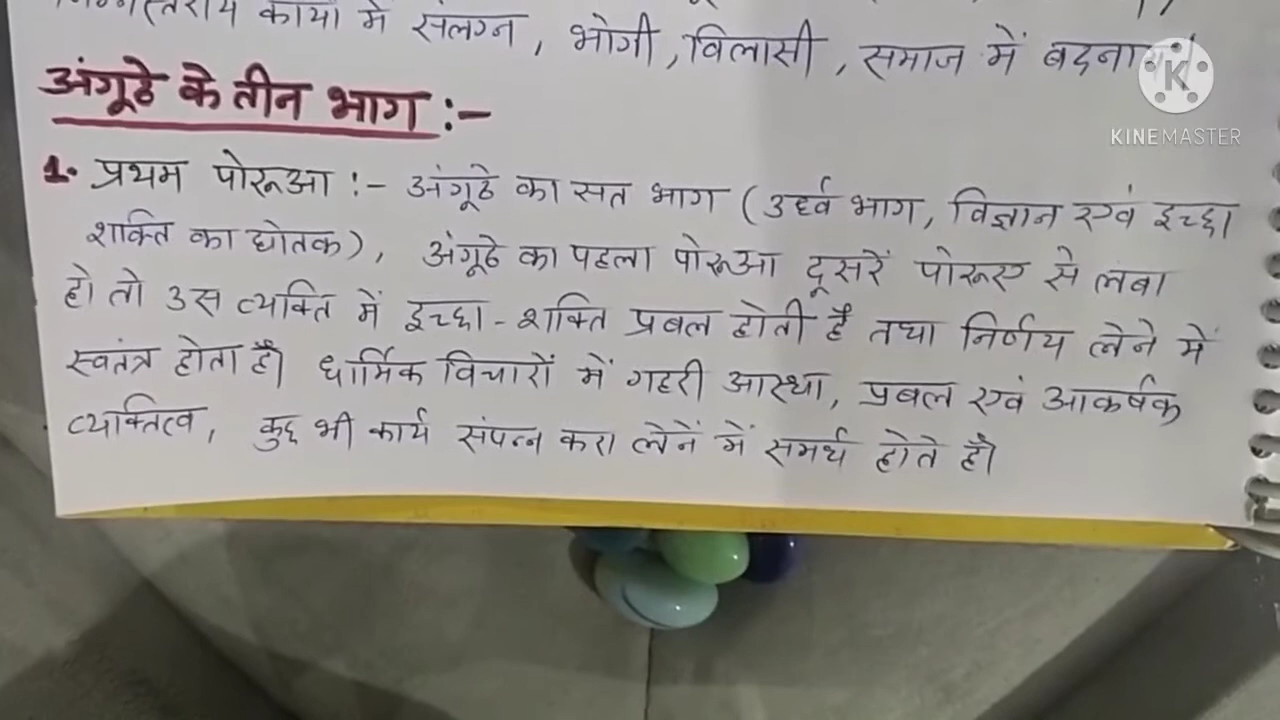 कार्यो में संलग्न, भोगी, विलासी, समाज में बदनाम
अंगूठे के तीन भाग :-
1. प्रथम पोरूआ :- अंगूठे का सत भाग (उर्ध्व भाग, विज्ञान एवं इच्छा
शक्ति का द्योतक), अंगूठे का पहला पोरूआ दूसरें पोरूए से लंबा
हो तो उस व्यक्ति में इच्छा-शक्ति प्रबल होती है तथा निर्णय लेने में
स्वतंत्र होता है। धार्मिक विचारों में गहरी आस्था, प्रबल एवं आकर्षक
व्यक्तित्व, कुछ भी कार्य संपन्न करा लेनें में समर्थ होते है।
K
KINEMASTER